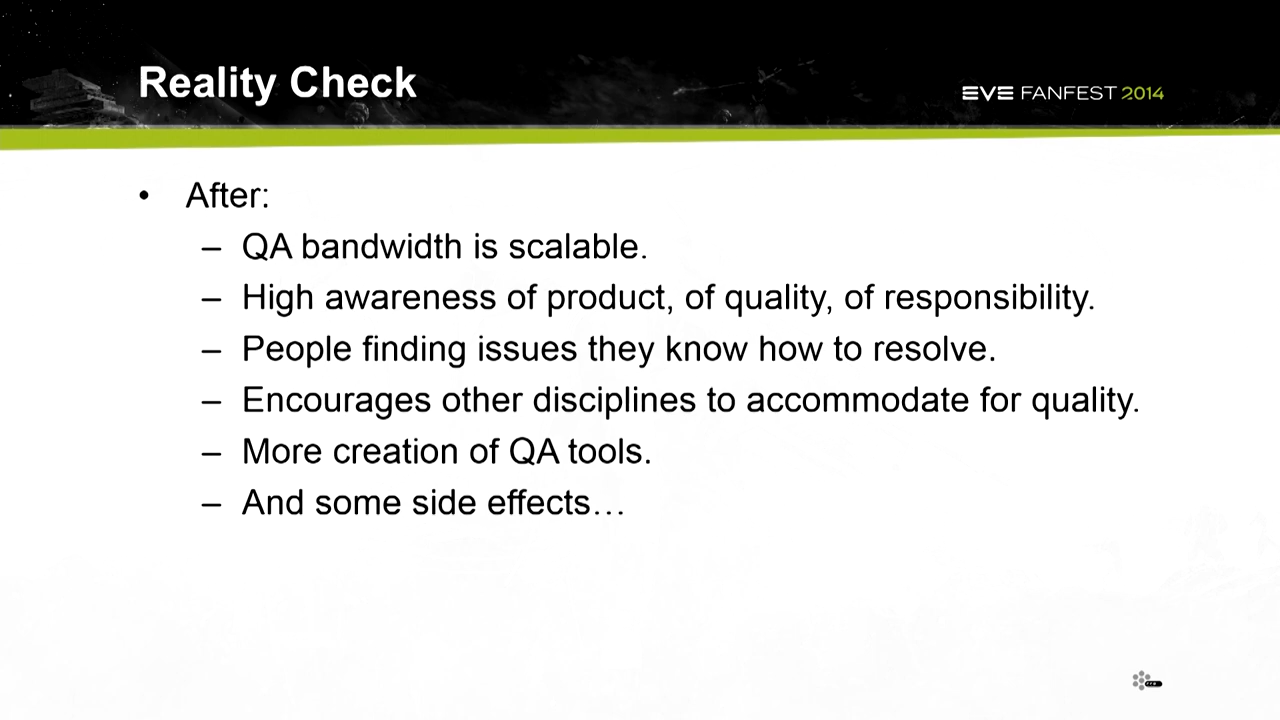 Reality Check
EVE FANFEST 2014
• After:
– QA bandwidth is scalable.
– High awareness of product, of quality, of responsibility.
– People finding issues they know how to resolve.
– Encourages other disciplines to accommodate for quality.
– More creation of QA tools.
– And some side effects…